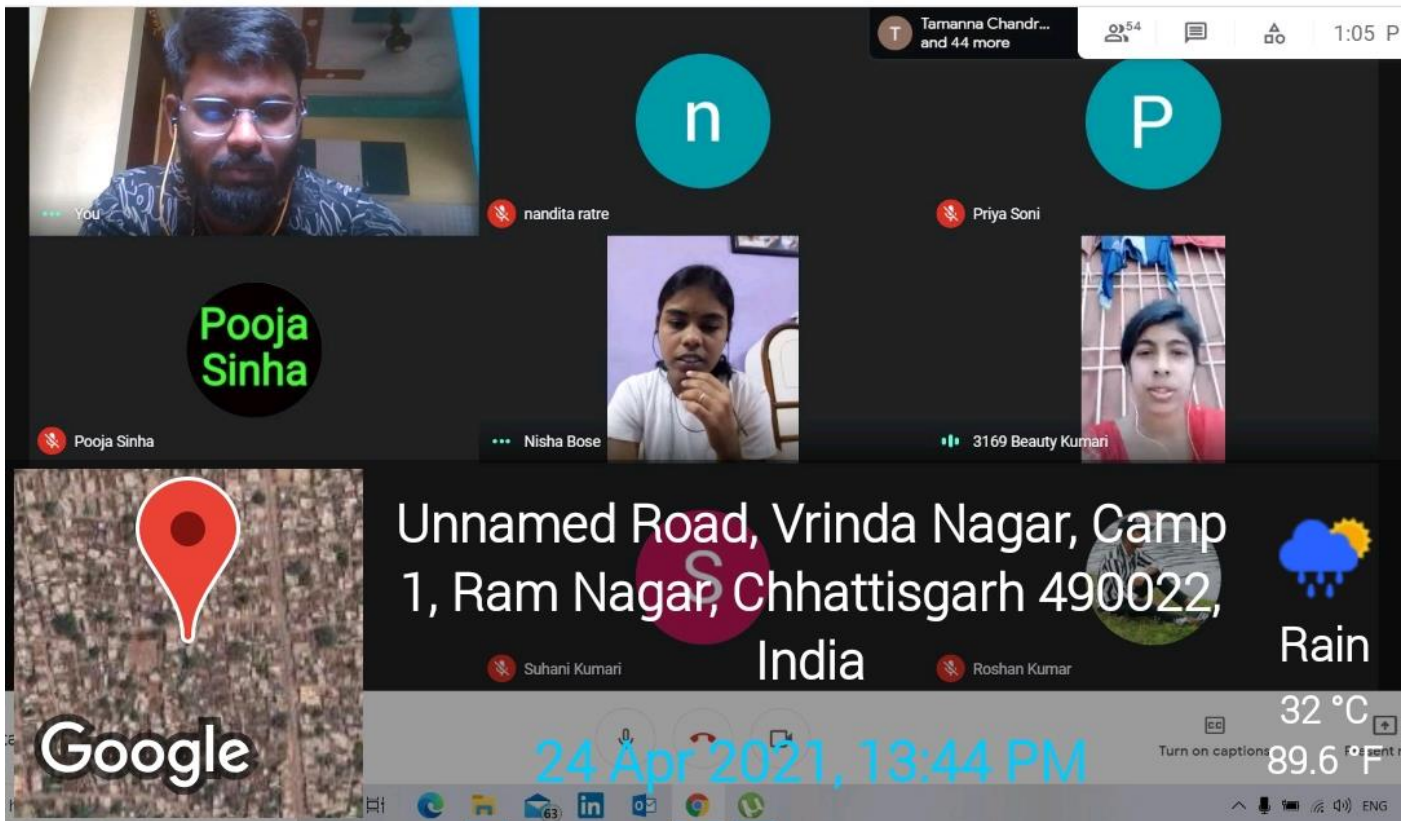 Tamanna Chandr...
and 44 more
T
54
1:05 P
n
P
You
nandita ratre
Priya Soni
Pooja
Sinha
Pooja Sinha
Nisha Bose
3169 Beauty Kumari
Unnamed Road, Vrinda Nagar, Camp
1, Ram Nagar, Chhattisgarh 490022,
India
S
Suhani Kumari
Roshan Kumar
Rain
32 °C
89.6 °F
Google
24 Apr 2021, 13:44 PM
CC
Turn on captions
63
in
ENG